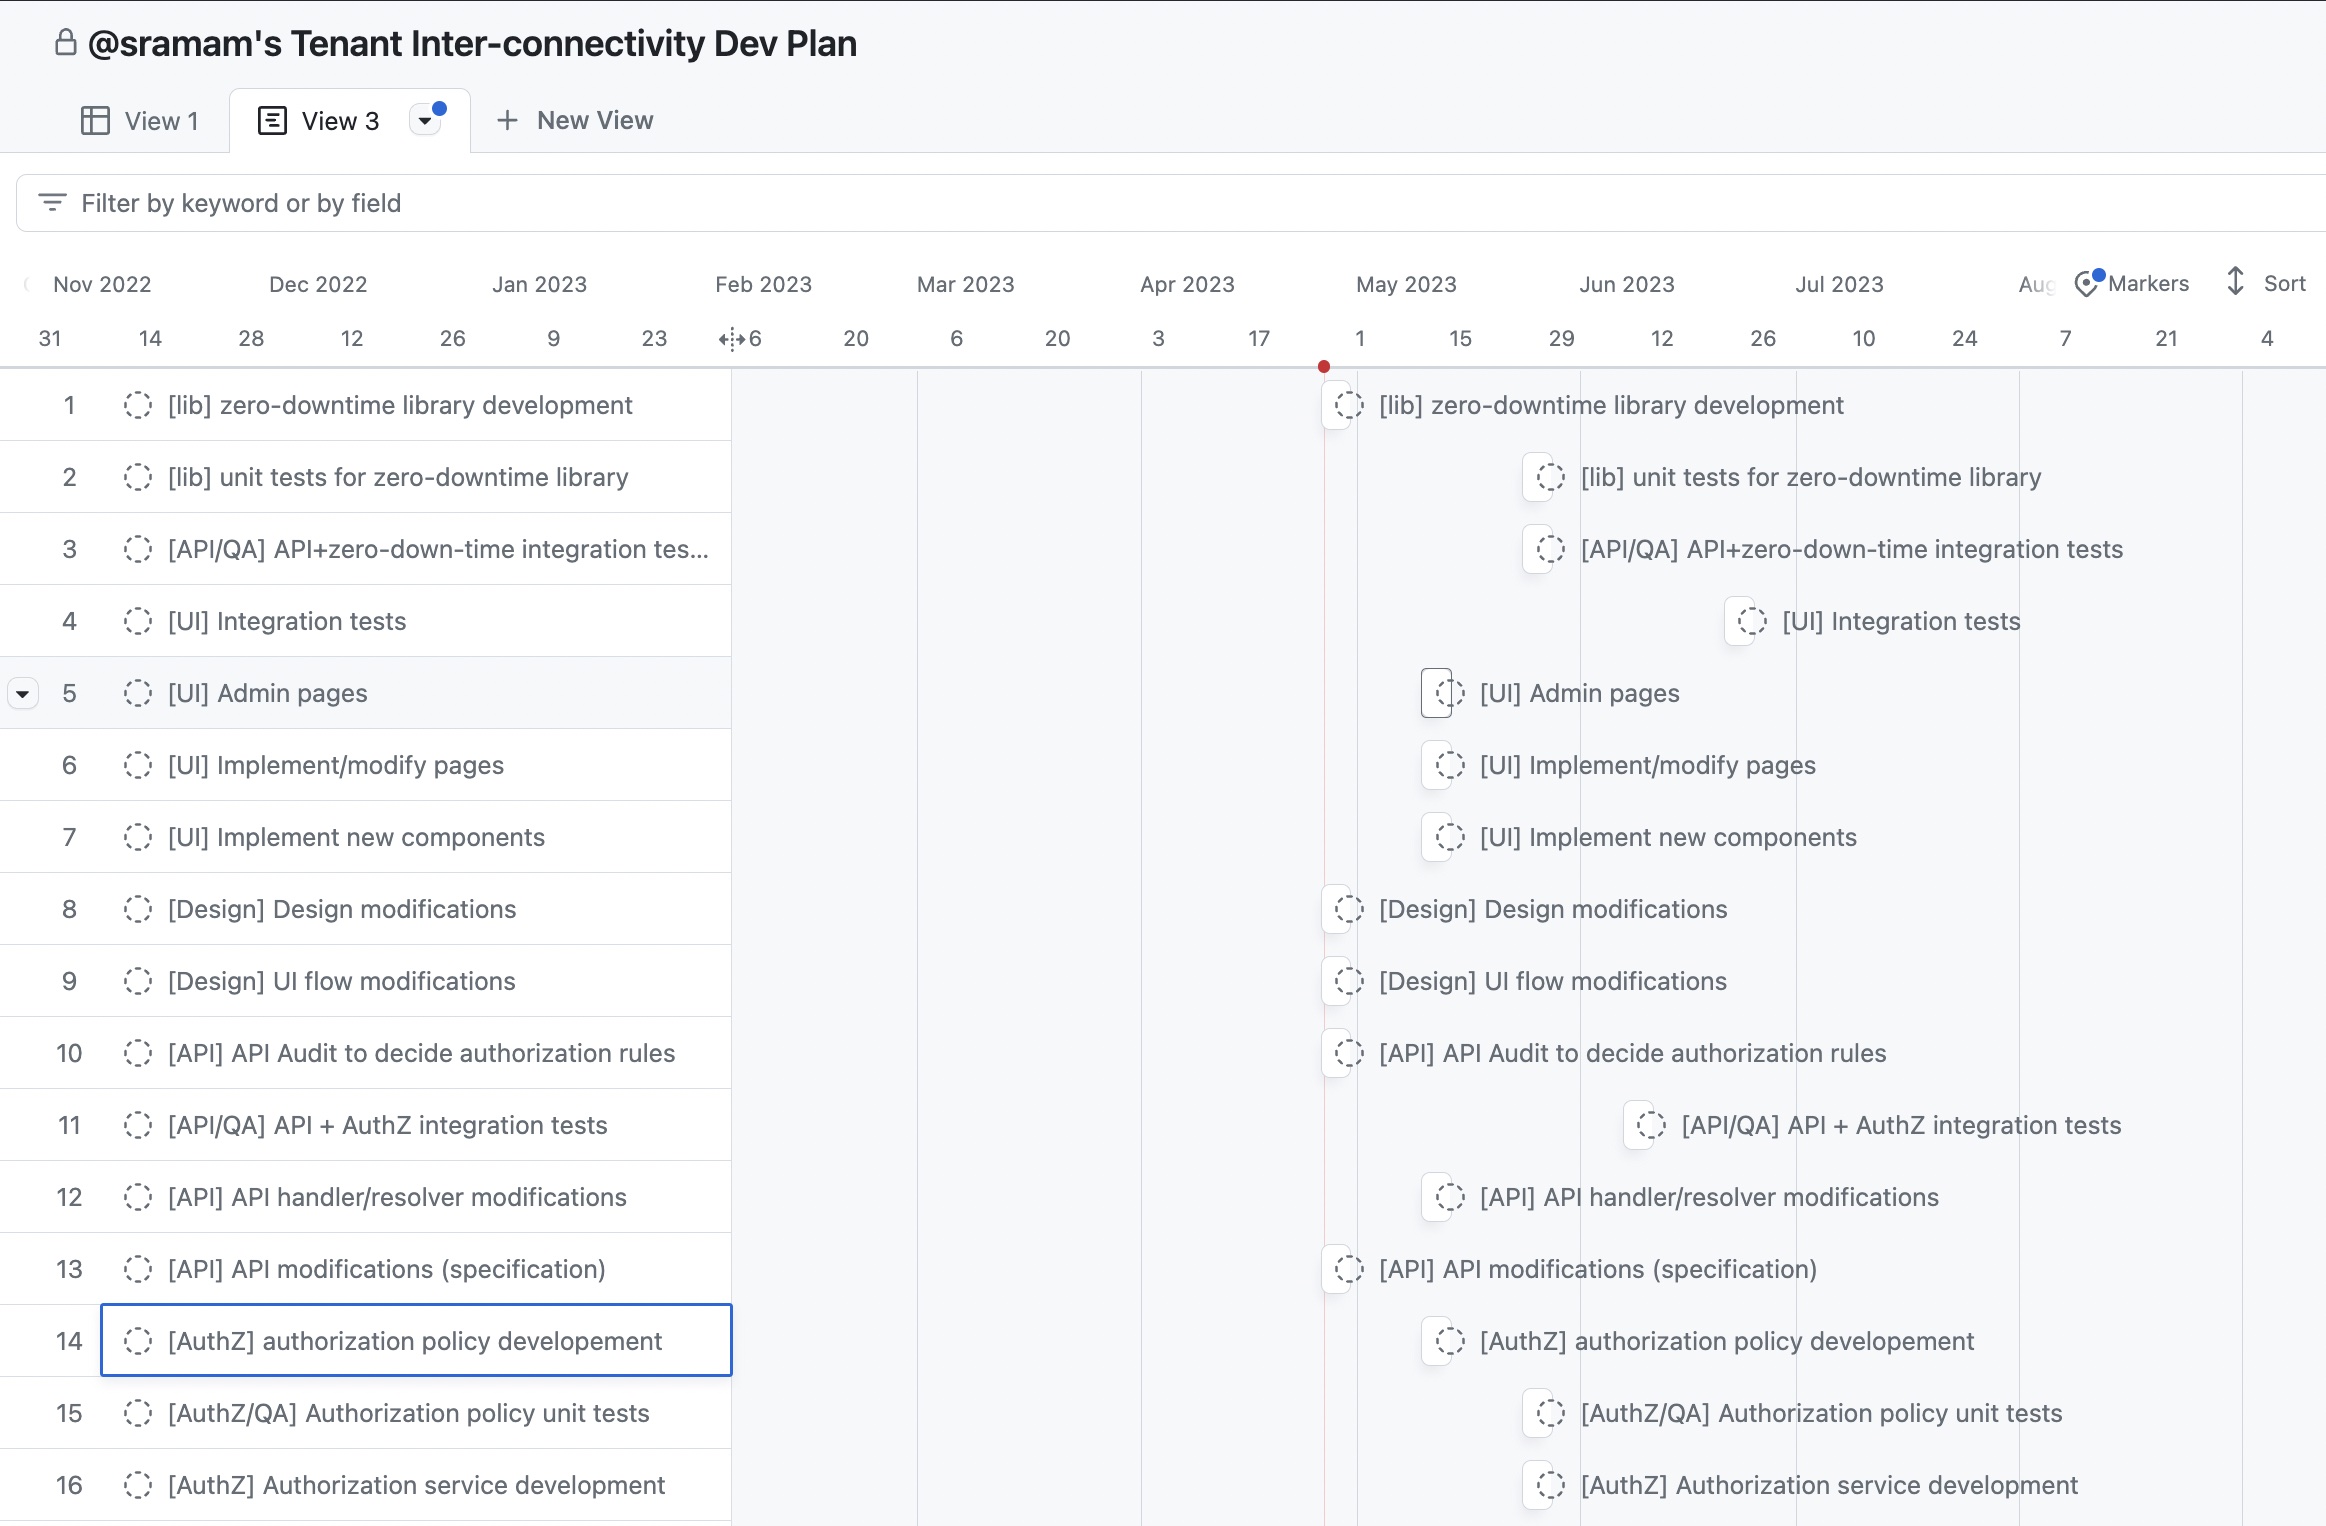 @sramam's Tenant Inter-connectivity Dev Plan
View 1 View 3 New View
Filter by keyword or by field
Nov 2022 Dec 2022 Jan 2023 Feb 2023 Mar 2023 Apr 2023 May 2023 Jun 2023 Jul 2023 Aug Markers Sort
31 14 28 12 26 9 23 6 20 6 20 3 17 1 15 29 12 26 10 24 7 21 4
1 [lib] zero-downtime library development [lib] zero-downtime library development
2 [lib] unit tests for zero-downtime library [lib] unit tests for zero-downtime library
3 [API/QA] API+zero-down-time integration tes... [API/QA] API+zero-down-time integration tests
4 [UI] Integration tests [UI] Integration tests
5 [UI] Admin pages [UI] Admin pages
6 [UI] Implement/modify pages [UI] Implement/modify pages
7 [UI] Implement new components [UI] Implement new components
8 [Design] Design modifications [Design] Design modifications
9 [Design] UI flow modifications [Design] UI flow modifications
10 [API] API Audit to decide authorization rules [API] API Audit to decide authorization rules
11 [API/QA] API + AuthZ integration tests [API/QA] API + AuthZ integration tests
12 [API] API handler/resolver modifications [API] API handler/resolver modifications
13 [API] API modifications (specification) [API] API modifications (specification)
14 [AuthZ] authorization policy developement [AuthZ] authorization policy developement
15 [AuthZ/QA] Authorization policy unit tests [AuthZ/QA] Authorization policy unit tests
16 [AuthZ] Authorization service development [AuthZ] Authorization service development